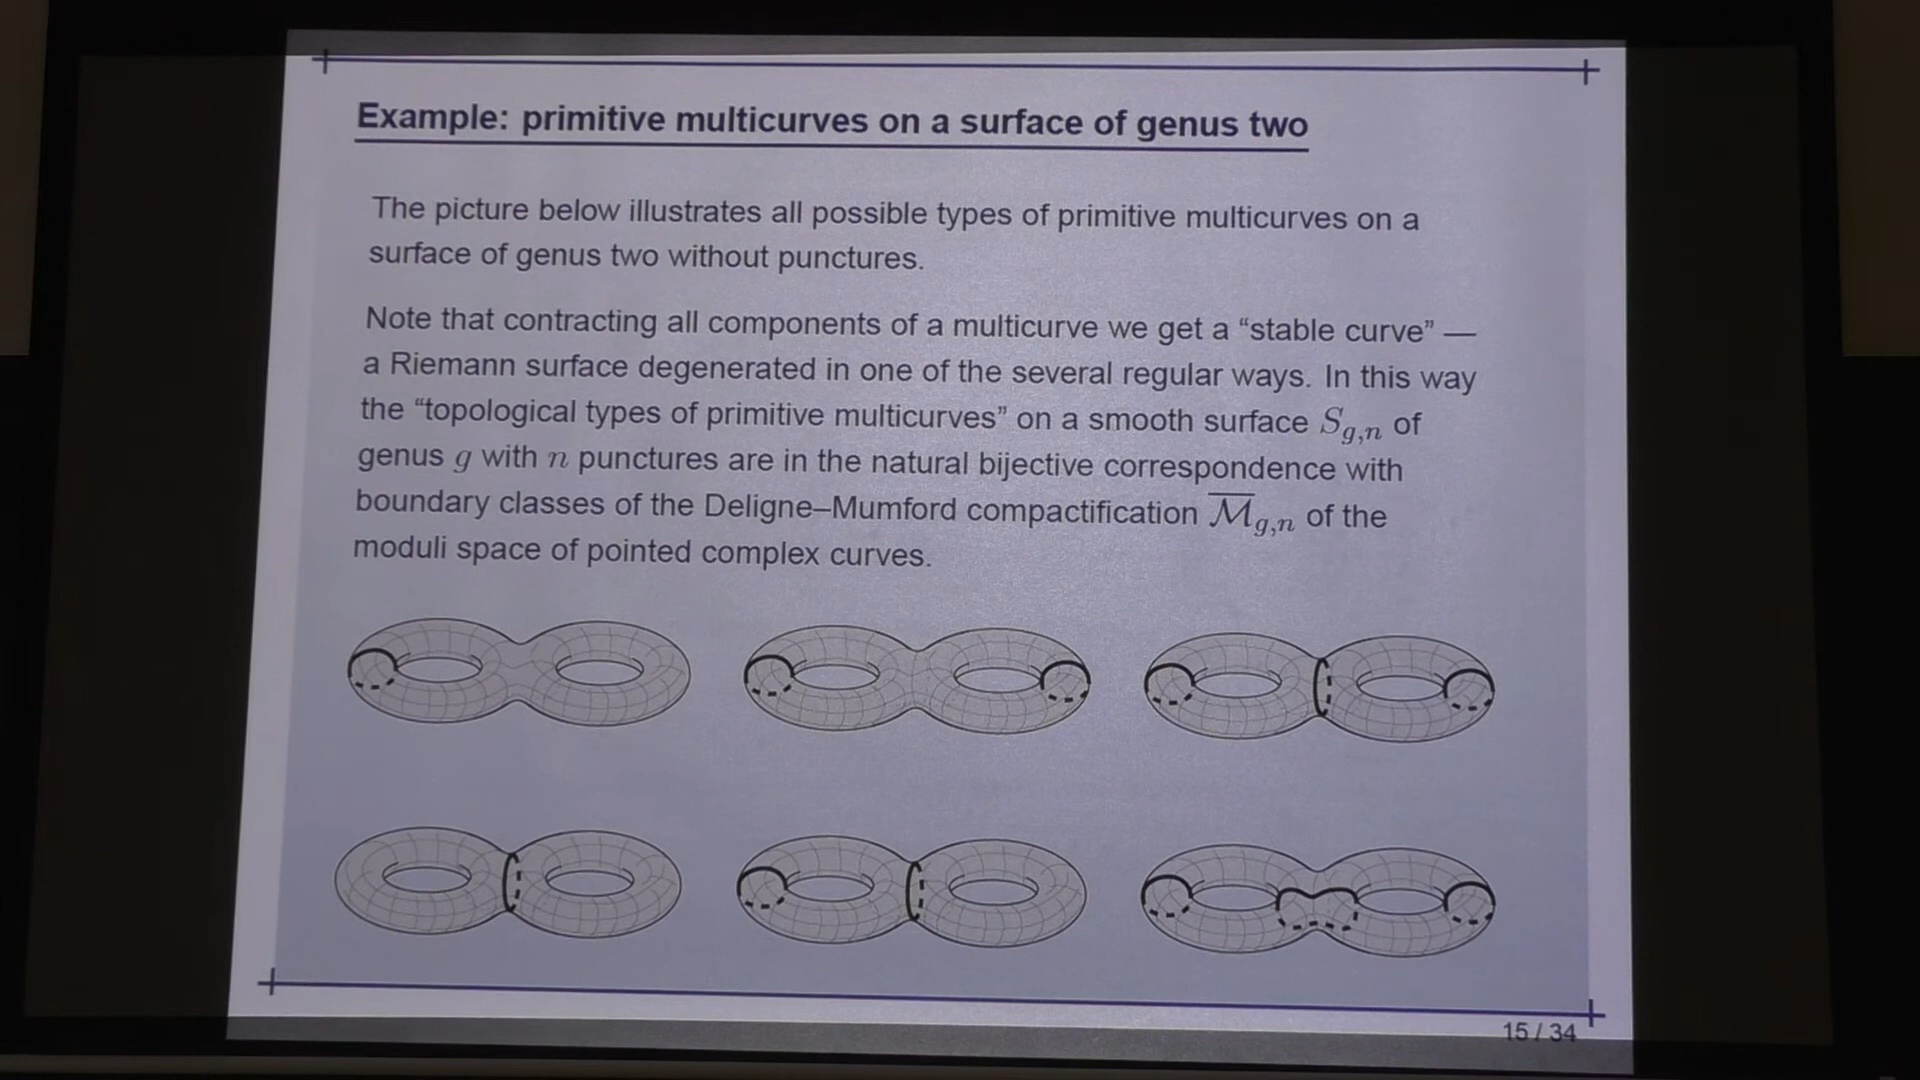 Example: primitive multicurves on a surface of genus two
The picture below illustrates all possible types of primitive multicurves on a
surface of genus two without punctures.
Note that contracting all components of a multicurve we get a “stable curve” —
a Riemann surface degenerated in one of the several regular ways. In this way
the “topological types of primitive multicurves” on a smooth surface $S_{g,n}$ of
genus $g$ with $n$ punctures are in the natural bijective correspondence with
boundary classes of the Deligne–Mumford compactification $\overline{\mathcal{M}}_{g,n}$ of the
moduli space of pointed complex curves.
15 / 34